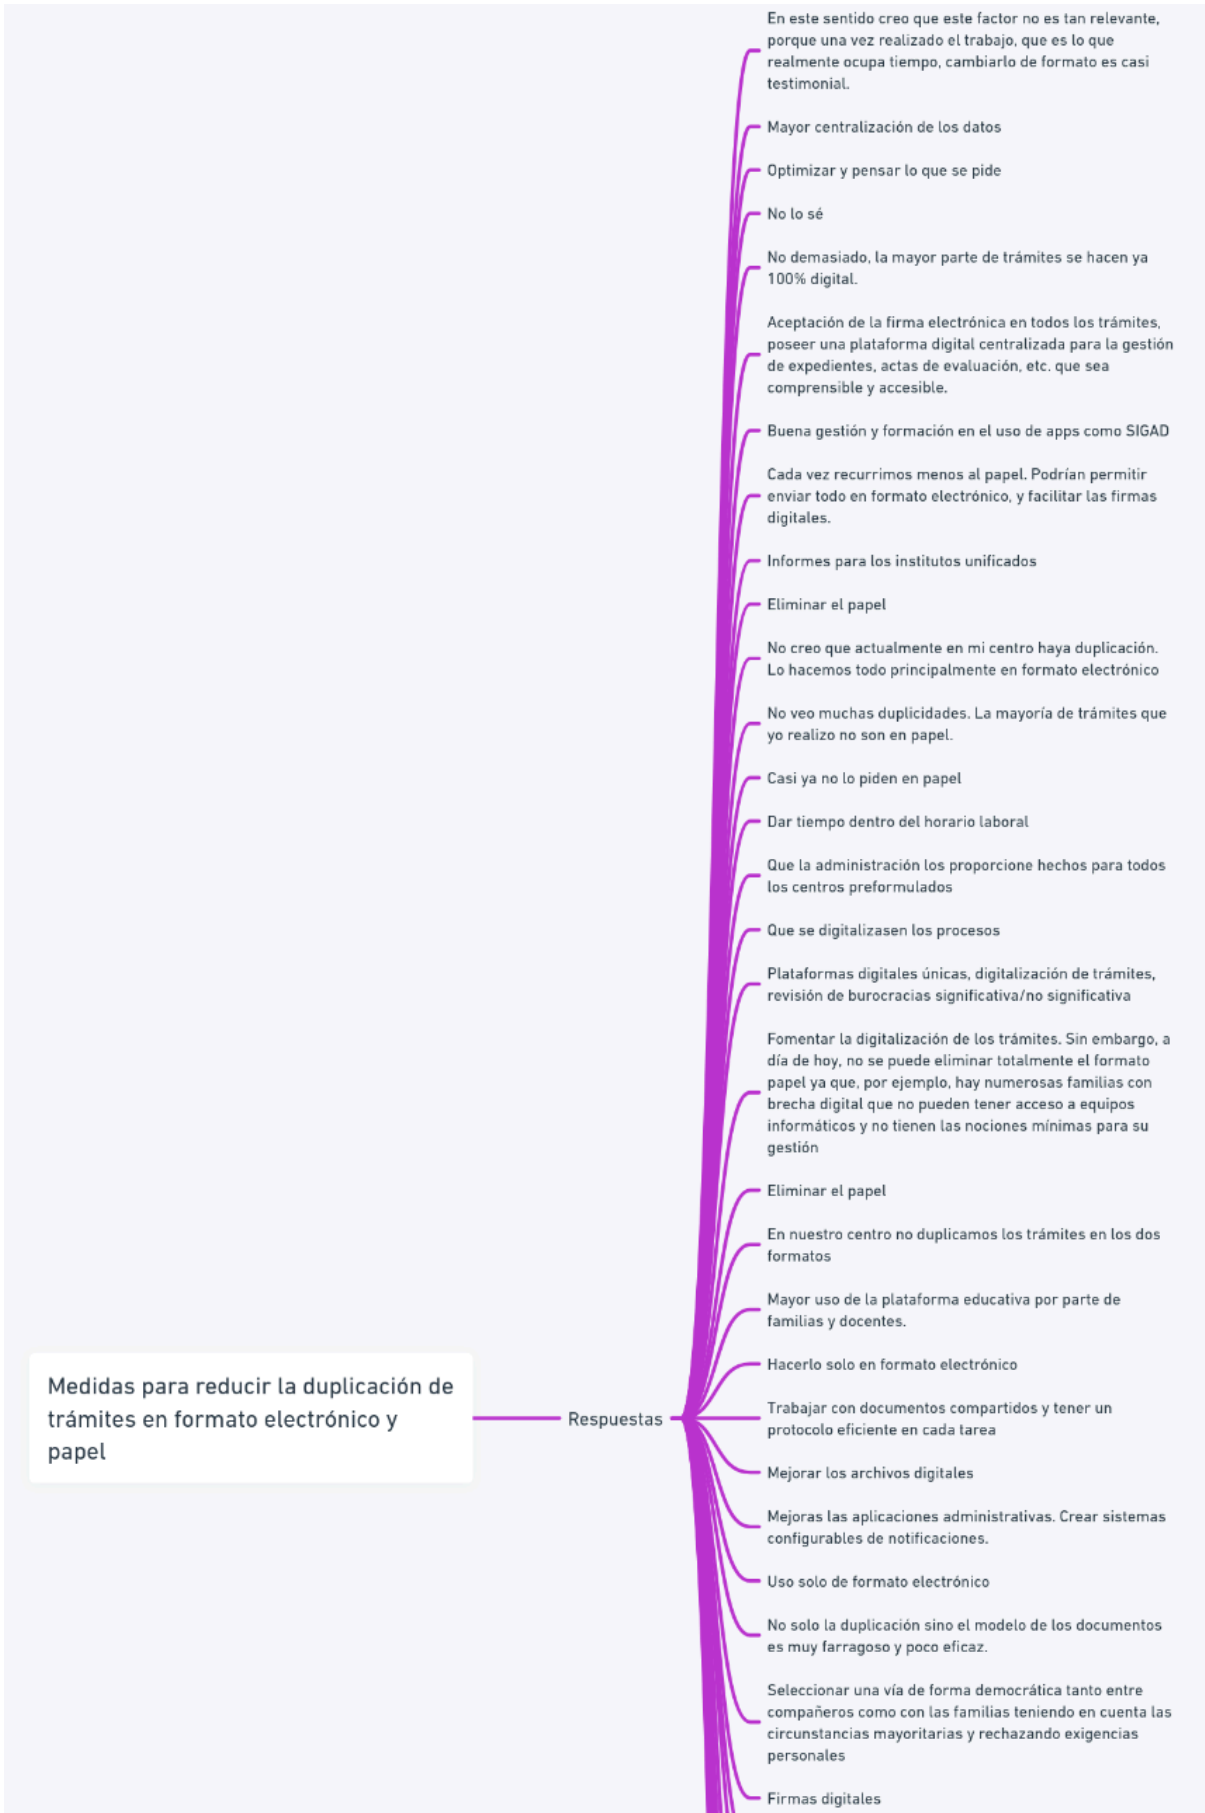 En este sentido creo que este factor no es tan relevante,
porque una vez realizado el trabajo, que es lo que
realmente ocupa tiempo, cambiarlo de formato es casi
testimonial.
Mayor centralización de los datos
Optimizar y pensar lo que se pide
No lo sé
No demasiado, la mayor parte de trámites se hacen ya
100% digital.
Aceptación de la firma electrónica en todos los trámites,
poseer una plataforma digital centralizada para la gestión
de expedientes, actas de evaluación, etc. que sea
comprensible y accesible.
Buena gestión y formación en el uso de apps como SIGAD
Cada vez recurrimos menos al papel. Podrían permitir
enviar todo en formato electrónico, y facilitar las firmas
digitales.
Informes para los institutos unificados
Eliminar el papel
No creo que actualmente en mi centro haya duplicación.
Lo hacemos todo principalmente en formato electrónico
No veo muchas duplicidades. La mayoría de trámites que
yo realizo no son en papel.
Casi ya no lo piden en papel
Dar tiempo dentro del horario laboral
Que la administración los proporcione hechos para todos
los centros preformulados
Que se digitalizasen los procesos
Plataformas digitales únicas, digitalización de trámites,
revisión de burocracias significativa/no significativa
Fomentar la digitalización de los trámites. Sin embargo, a
día de hoy, no se puede eliminar totalmente el formato
papel ya que, por ejemplo, hay numerosas familias con
brecha digital que no pueden tener acceso a equipos
informáticos y no tienen las nociones mínimas para su
gestión
Eliminar el papel
En nuestro centro no duplicamos los trámites en los dos
formatos
Mayor uso de la plataforma educativa por parte de
familias y docentes.
Hacerlo solo en formato electrónico
Medidas para reducir la duplicación de
trámites en formato electrónico y
papel
Respuestas
Trabajar con documentos compartidos y tener un
protocolo eficiente en cada tarea
Mejorar los archivos digitales
Mejoras las aplicaciones administrativas. Crear sistemas
configurables de notificaciones.
Uso solo de formato electrónico
No solo la duplicación sino el modelo de los documentos
es muy farragoso y poco eficaz.
Seleccionar una vía de forma democrática tanto entre
compañeros como con las familias teniendo en cuenta las
circunstancias mayoritarias y rechazando exigencias
personales
Firmas digitales